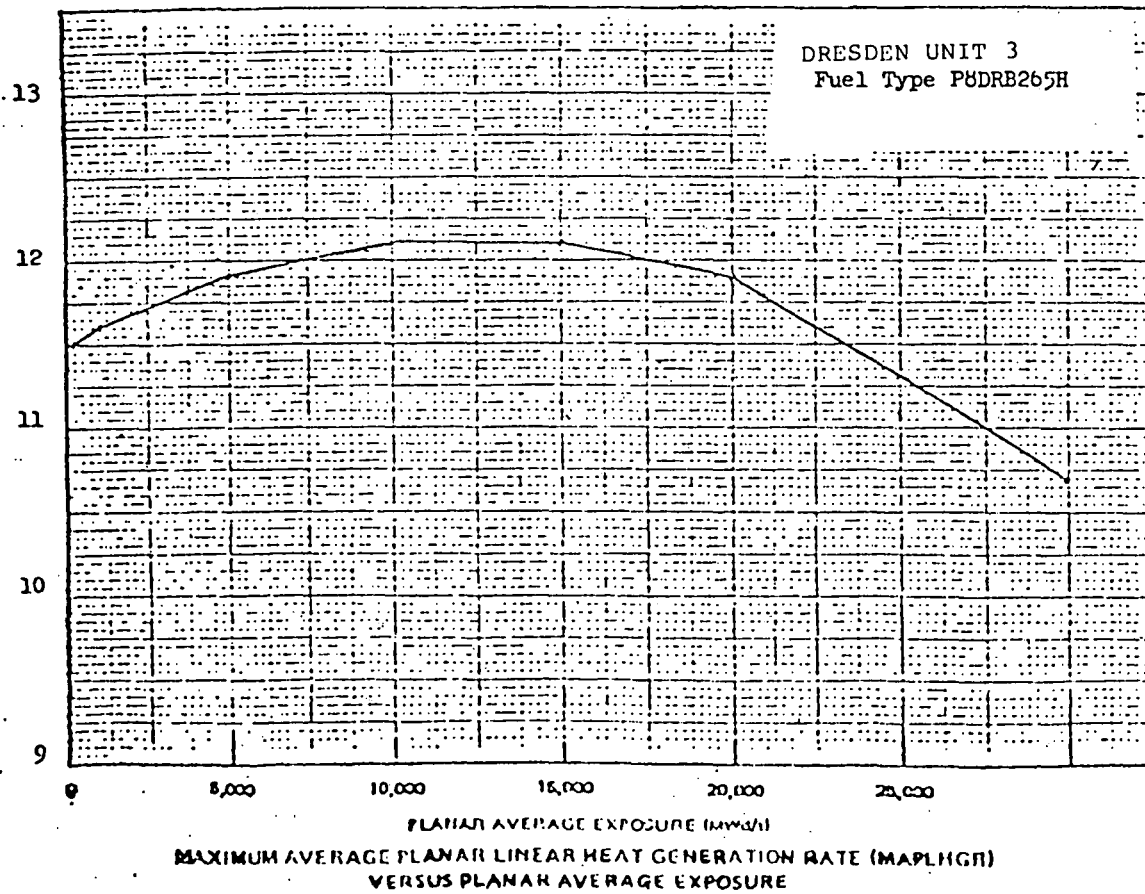 DRESDEN UNIT 3
Fuel Type P8DRB265H
13
12
11
10
9
0 5,000 10,000 15,000 20,000 25,000
PLANAR AVERAGE EXPOSURE (MWd/t)
MAXIMUM AVERAGE PLANAR LINEAR HEAT GENERATION RATE (MAPLHGR)
VERSUS PLANAR AVERAGE EXPOSURE